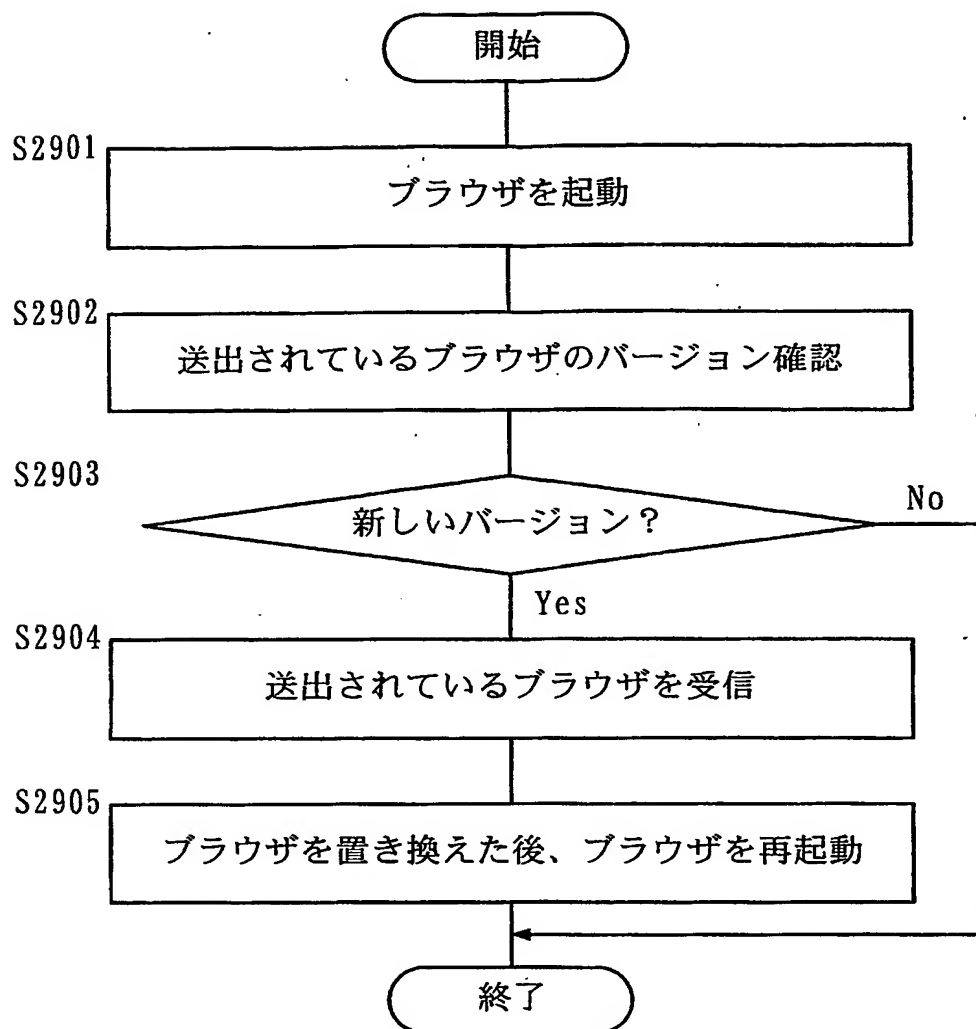 開始
S2901
ブラウザを起動
S2902
送出されているブラウザのバージョン確認
S2903
新しいバージョン？
No
Yes
S2904
送出されているブラウザを受信
S2905
ブラウザを置き換えた後、ブラウザを再起動
終了